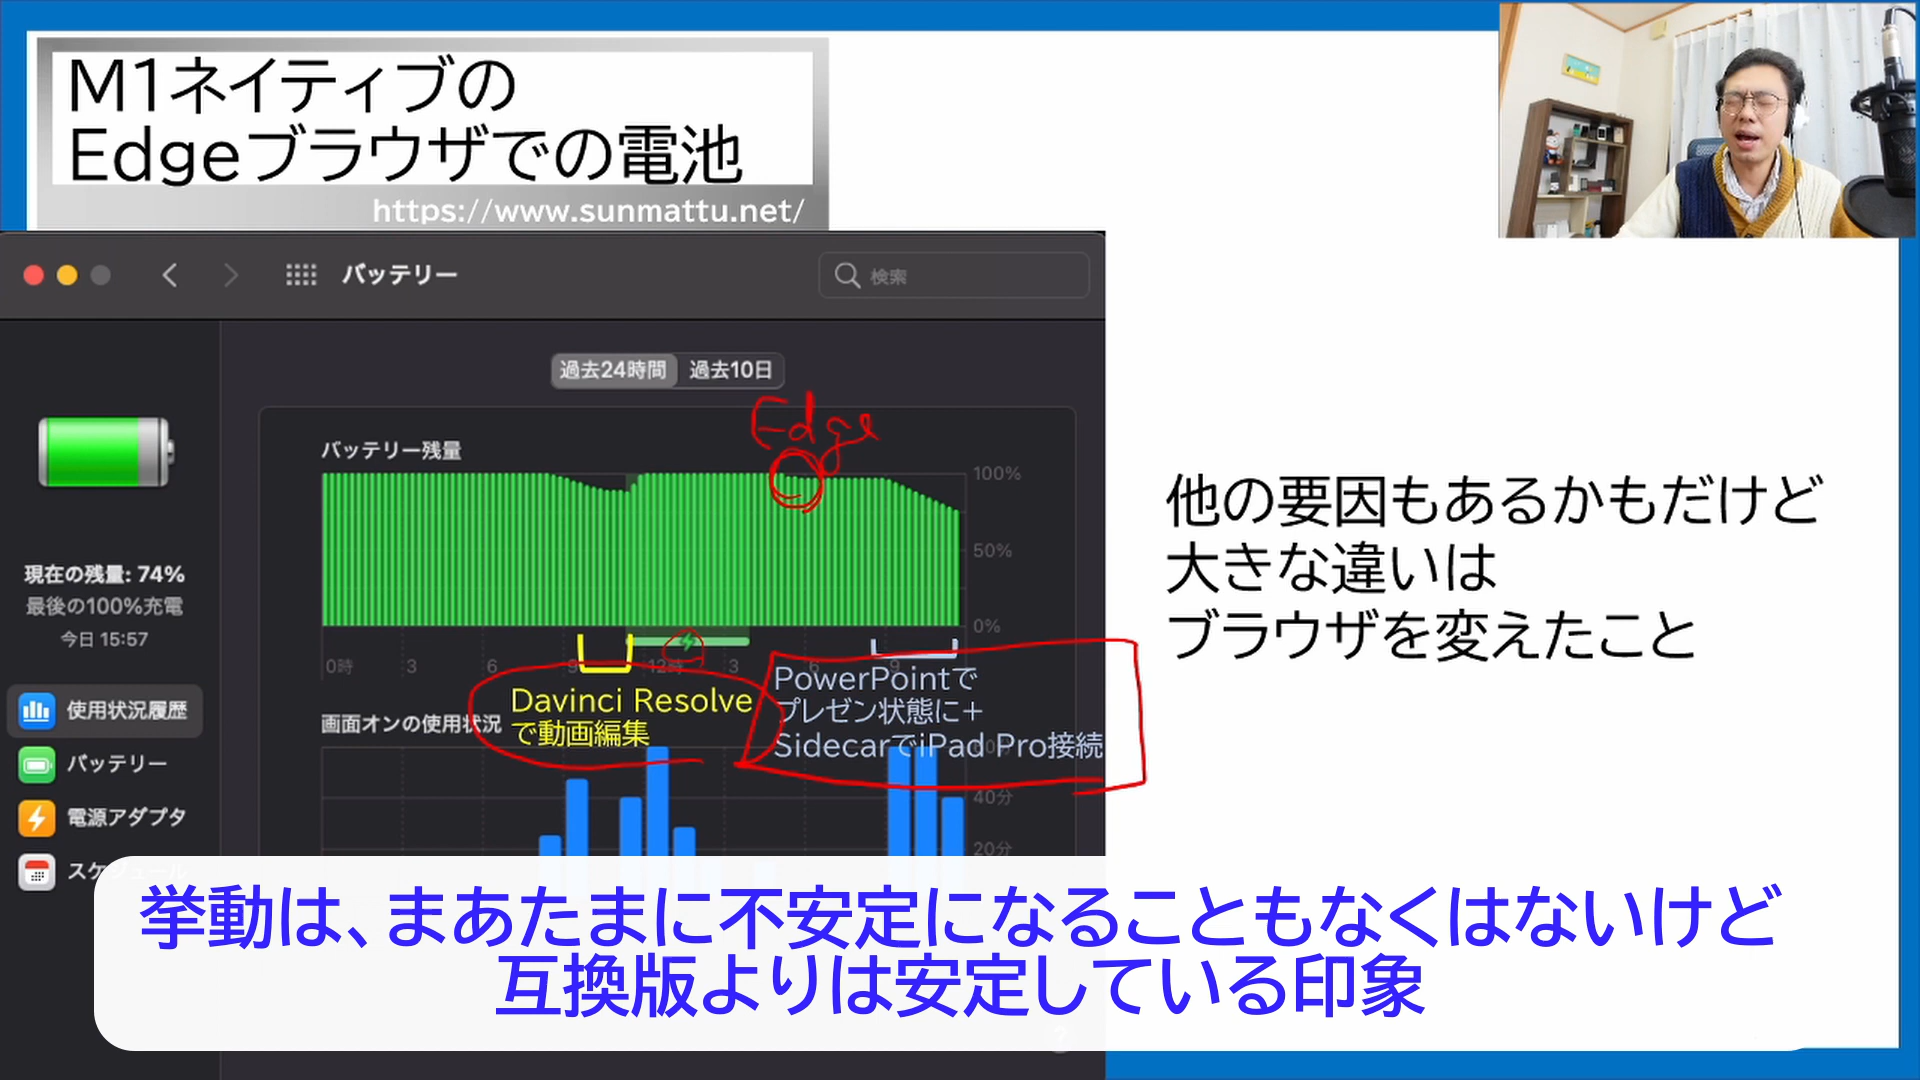 M1ネイティブの
Edgeブラウザでの電池
https://www.sunmattu.net/
バッテリー
検索
過去24時間
過去10日
Edge
バッテリー残量
100%
50%
0%
0時
3
6
9
12時
3
6
9
現在の残量: 74%
最後の100%充電
今日 15:57
使用状況履歴
バッテリー
電源アダプタ
スケジュール
Davinci Resolve
で動画編集
PowerPointで
プレゼン状態に＋
SidecarでiPad Pro接続
画面オンの使用状況
60分
40分
20分
他の要因もあるかもだけど
大きな違いは
ブラウザを変えたこと
挙動は、まあたまに不安定になることもなくはないけど
互換版よりは安定している印象
?